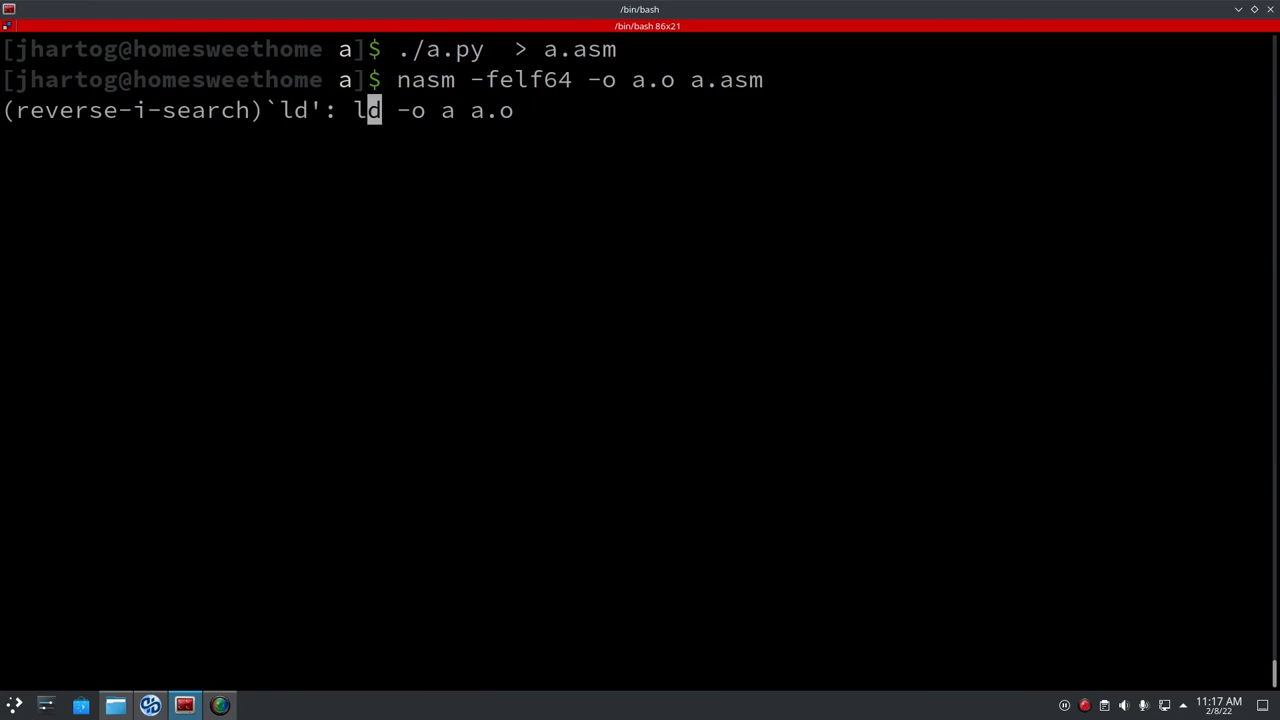 /bin/bash
/bin/bash 86x21
[jhartog@homesweethome a]$ ./a.py  > a.asm
[jhartog@homesweethome a]$ nasm -felf64 -o a.o a.asm
(reverse-i-search)`ld': ld -o a a.o
11:17 AM
2/8/22